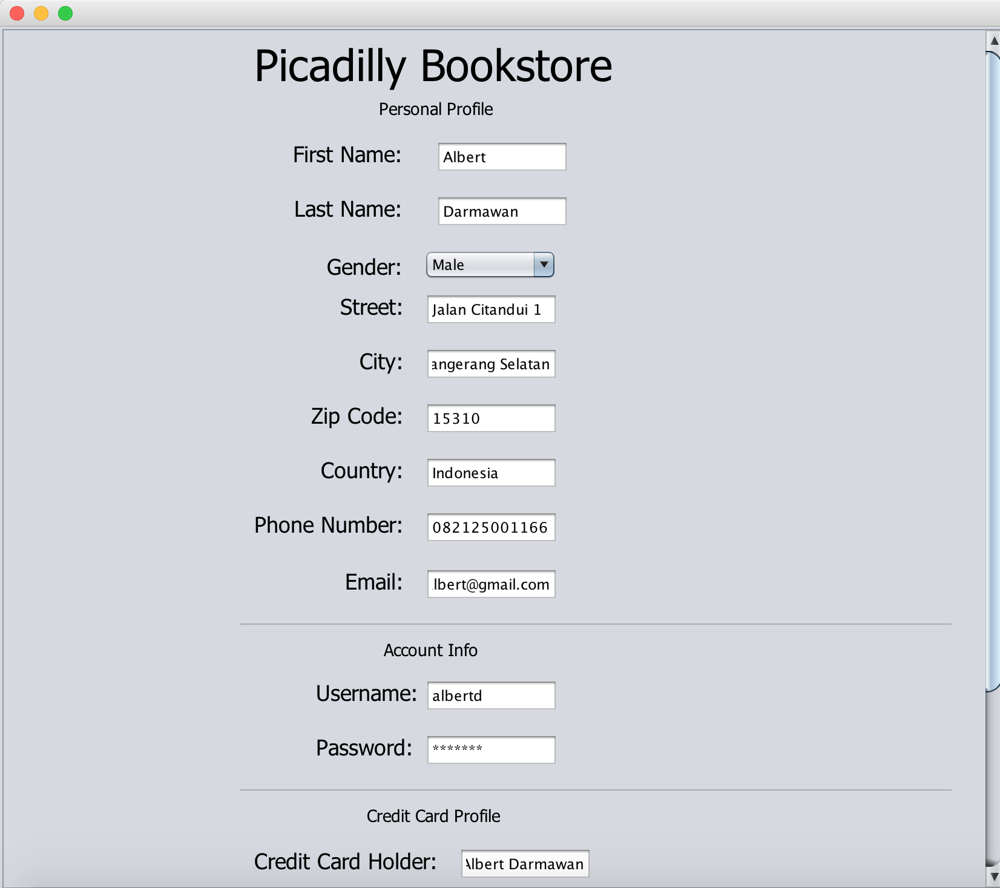 Picadilly Bookstore
Personal Profile
First Name: Albert
Last Name: Darmawan
Gender: Male
Street: Jalan Citandui 1
City: angerang Selatan
Zip Code: 15310
Country: Indonesia
Phone Number: 082125001166
Email: lbert@gmail.com
Account Info
Username: albertd
Password: *******
Credit Card Profile
Credit Card Holder: Albert Darmawan